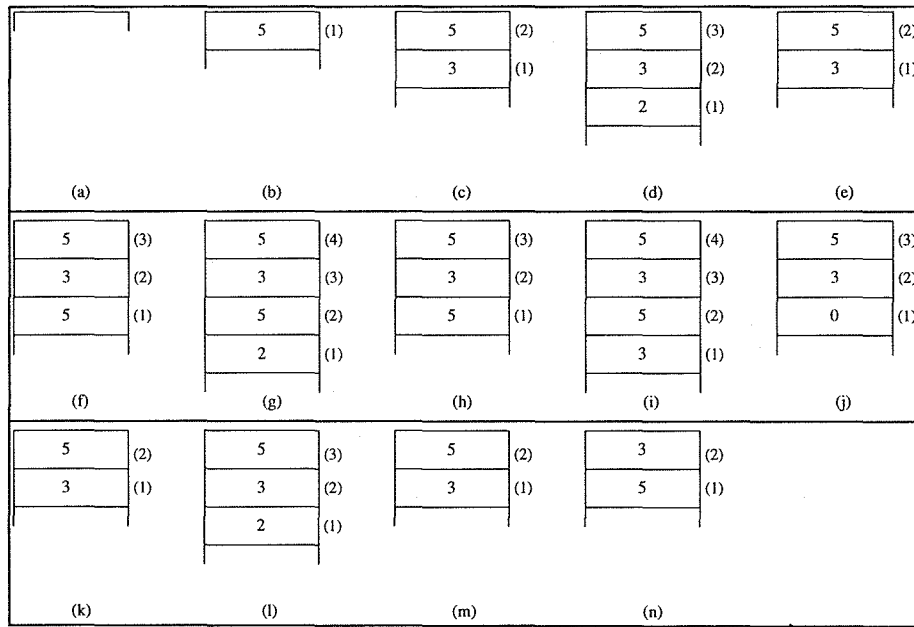 5 (1) 5 (2) 5 (3) 5 (2)
3 (1) 3 (2) 3 (1)
2 (1)
(a) (b) (c) (d) (e)
5 (3) 5 (4) 5 (3) 5 (4) 5 (3)
3 (2) 3 (3) 3 (2) 3 (3) 3 (2)
5 (1) 5 (2) 5 (1) 5 (2) 0 (1)
2 (1) 3 (1)
(f) (g) (h) (i) (j)
5 (2) 5 (3) 5 (2) 3 (2)
3 (1) 3 (2) 3 (1) 5 (1)
2 (1)
(k) (l) (m) (n)